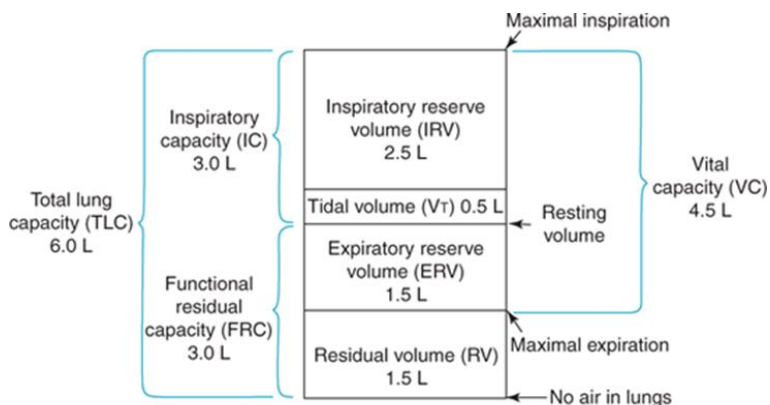 Maximal inspiration
Inspiratory reserve
volume (IRV)
2.5 L
Inspiratory
capacity (IC)
3.0 L
Vital
capacity (VC)
4.5 L
Total lung
capacity (TLC)
6.0 L
Tidal volume (VT) 0.5 L
Resting
volume
Expiratory reserve
volume (ERV)
1.5 L
Functional
residual
capacity (FRC)
3.0 L
Maximal expiration
Residual volume (RV)
1.5 L
No air in lungs